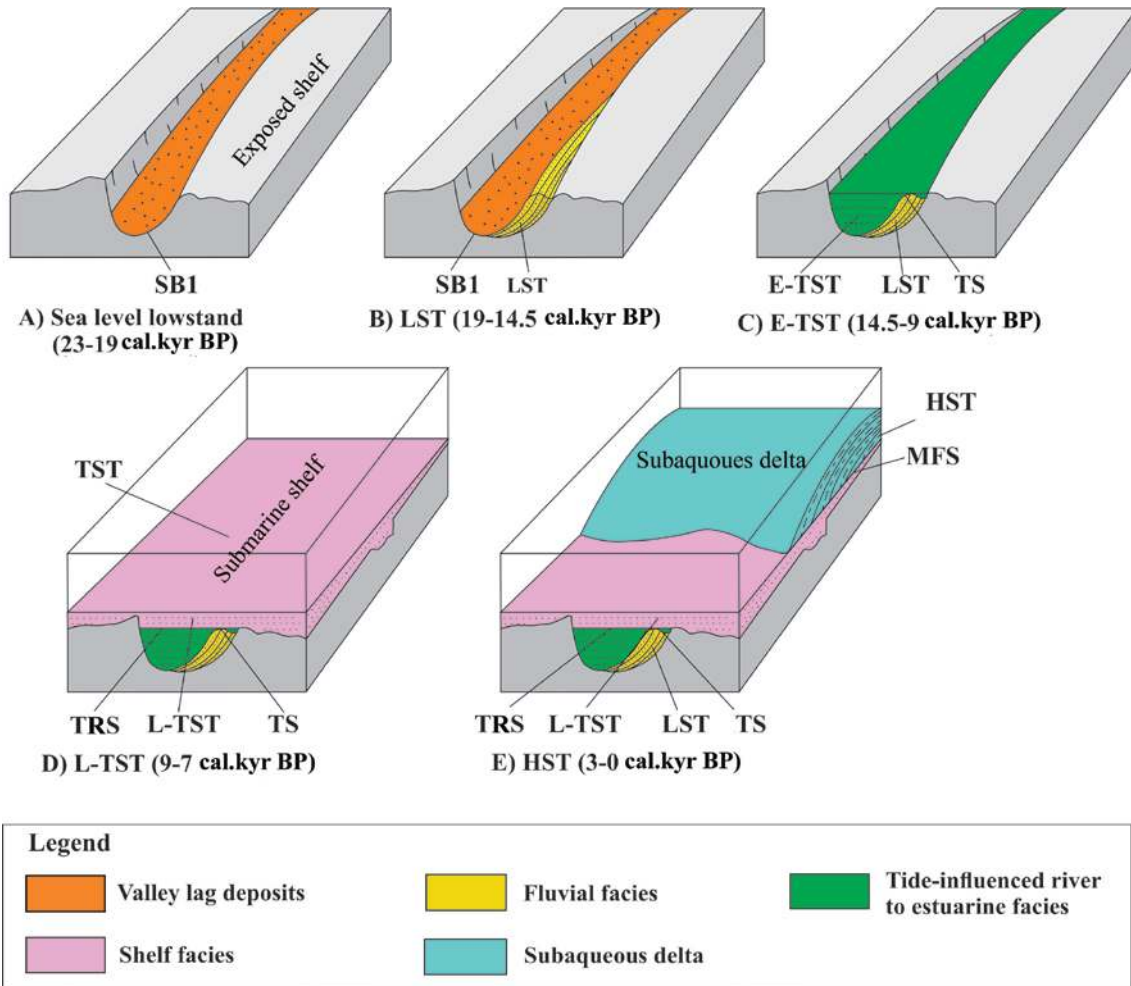 Exposed shelf
SB1
A) Sea level lowstand
(23-19 cal.kyr BP)
SB1 LST
B) LST (19-14.5 cal.kyr BP)
E-TST LST TS
C) E-TST (14.5-9 cal.kyr BP)
TST
Submarine shelf
TRS L-TST TS
D) L-TST (9-7 cal.kyr BP)
HST
MFS
Subaquoues delta
TRS L-TST LST TS
E) HST (3-0 cal.kyr BP)
Legend
Valley lag deposits
Fluvial facies
Tide-influenced river
to estuarine facies
Shelf facies
Subaqueous delta